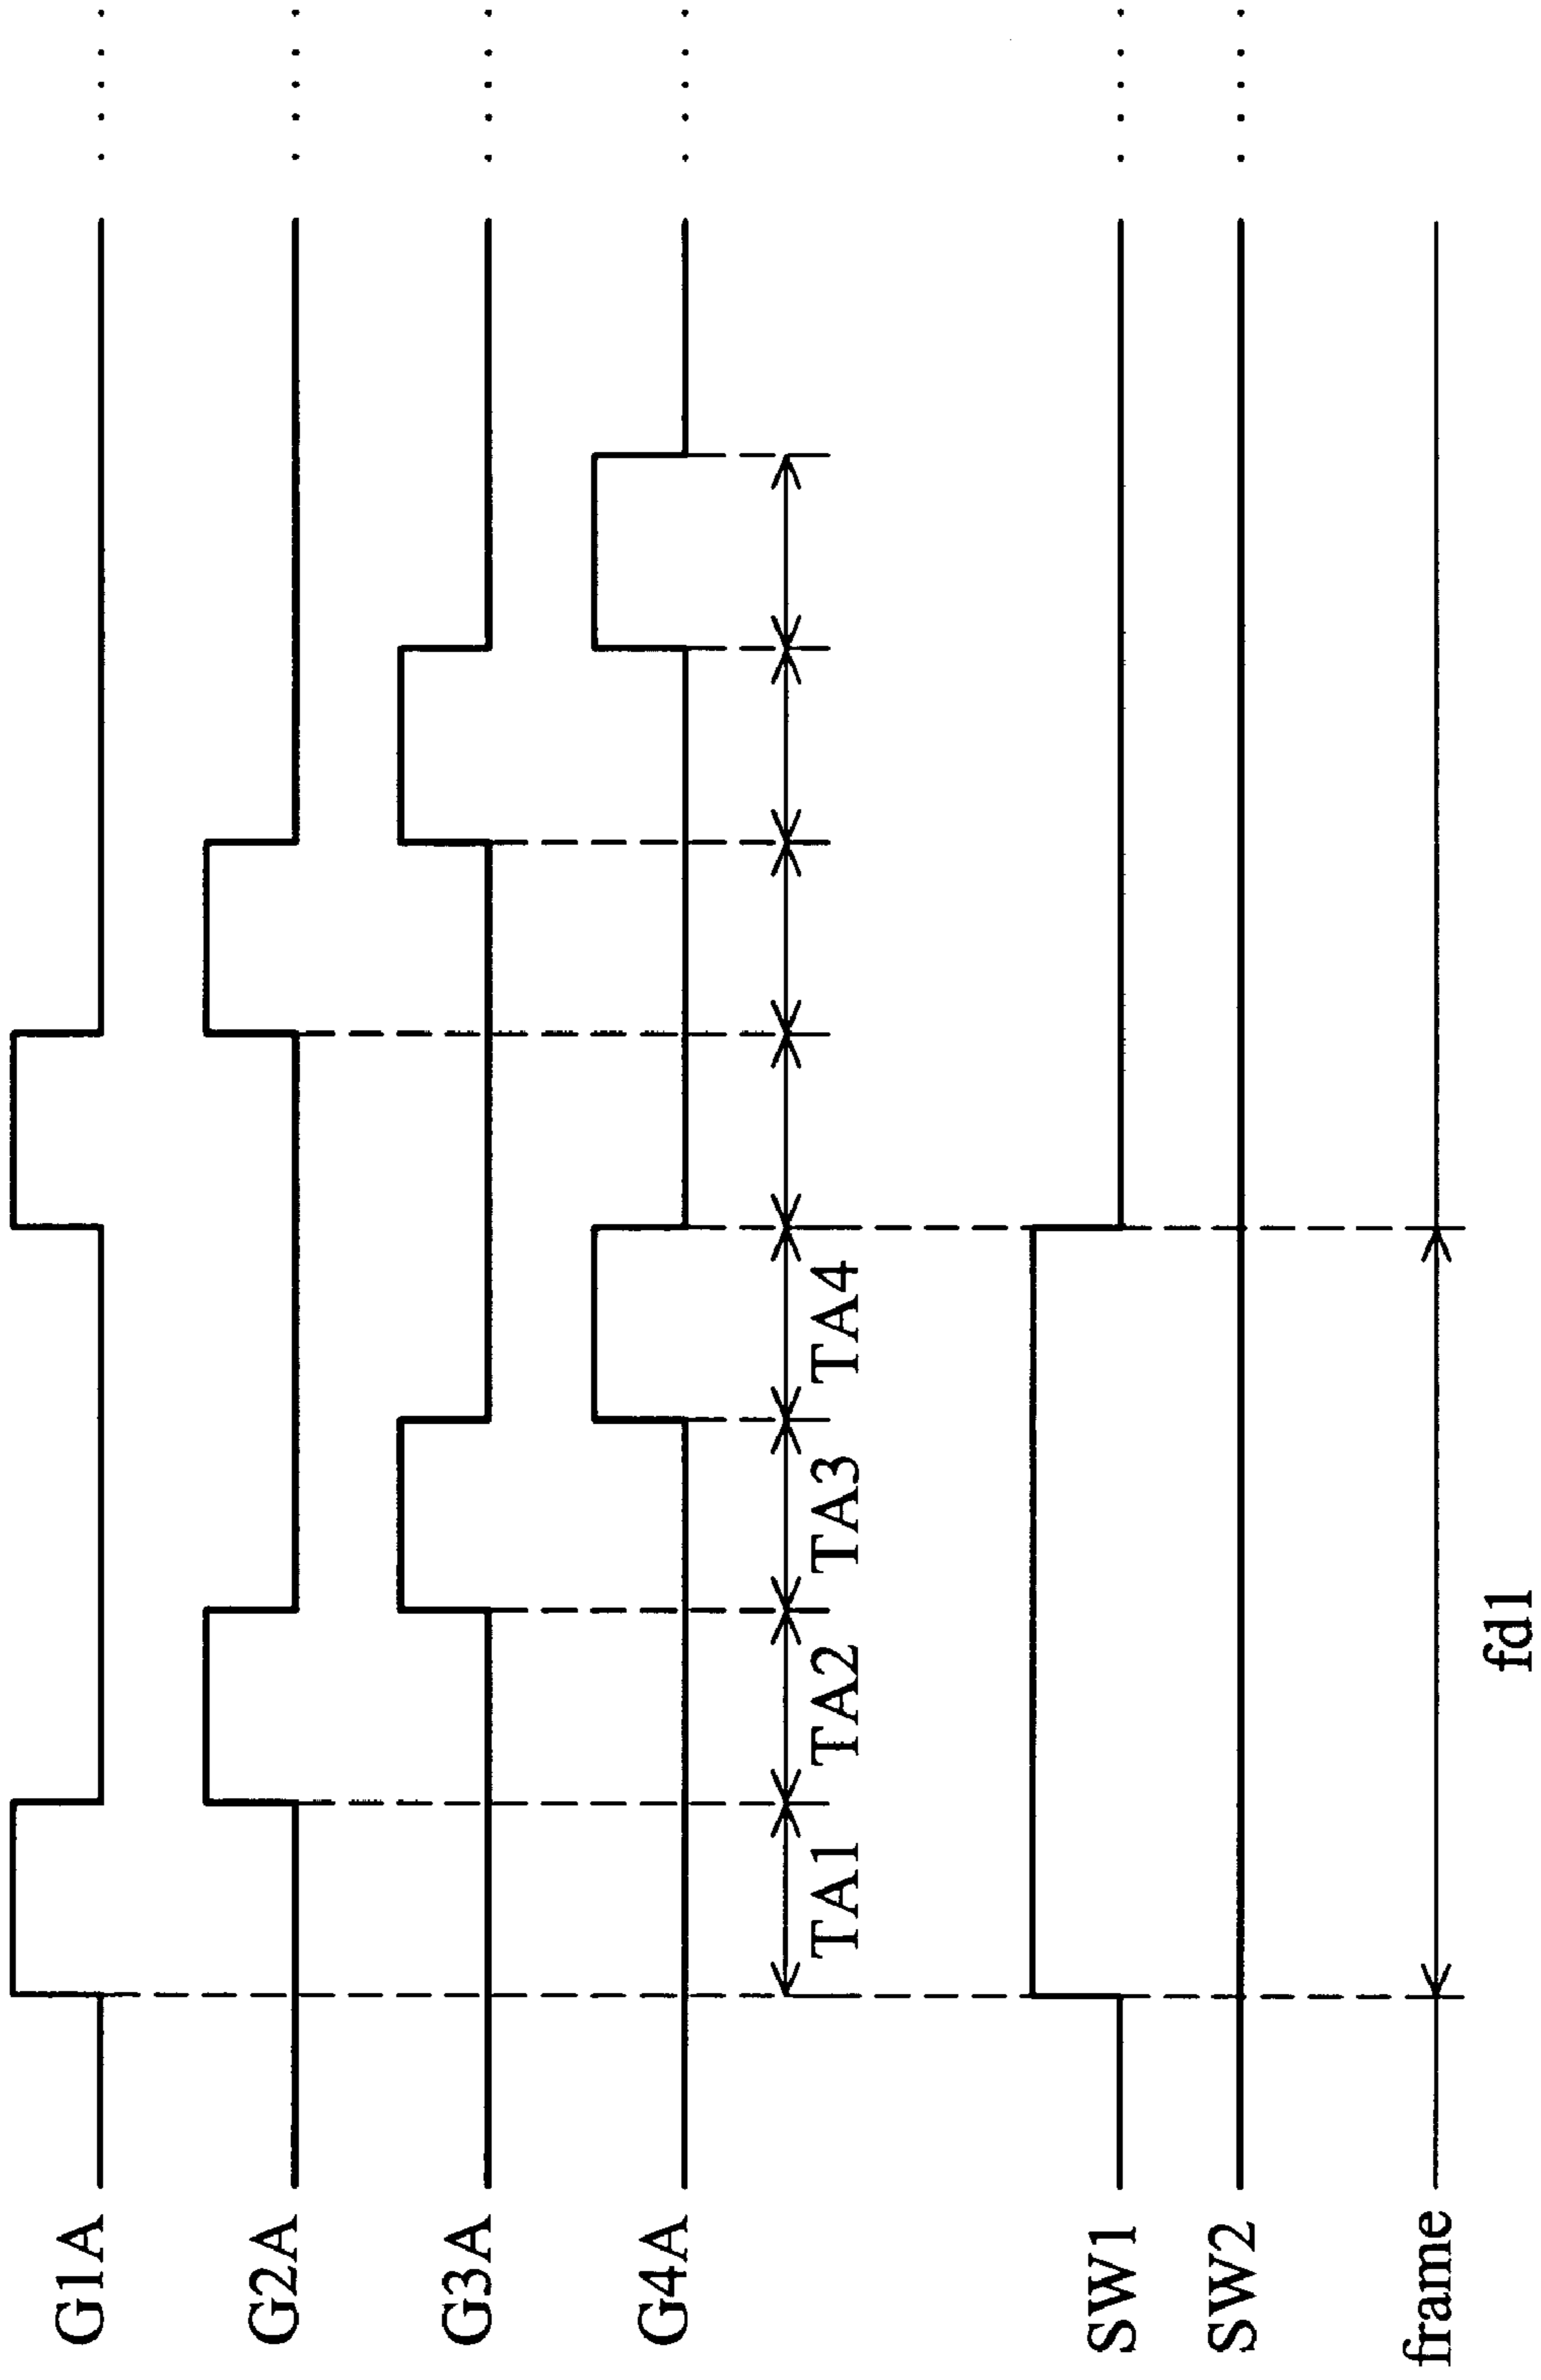 G1A
G2A
G3A
G4A
TA1 TA2 TA3 TA4
SW1
SW2
frame
fd1